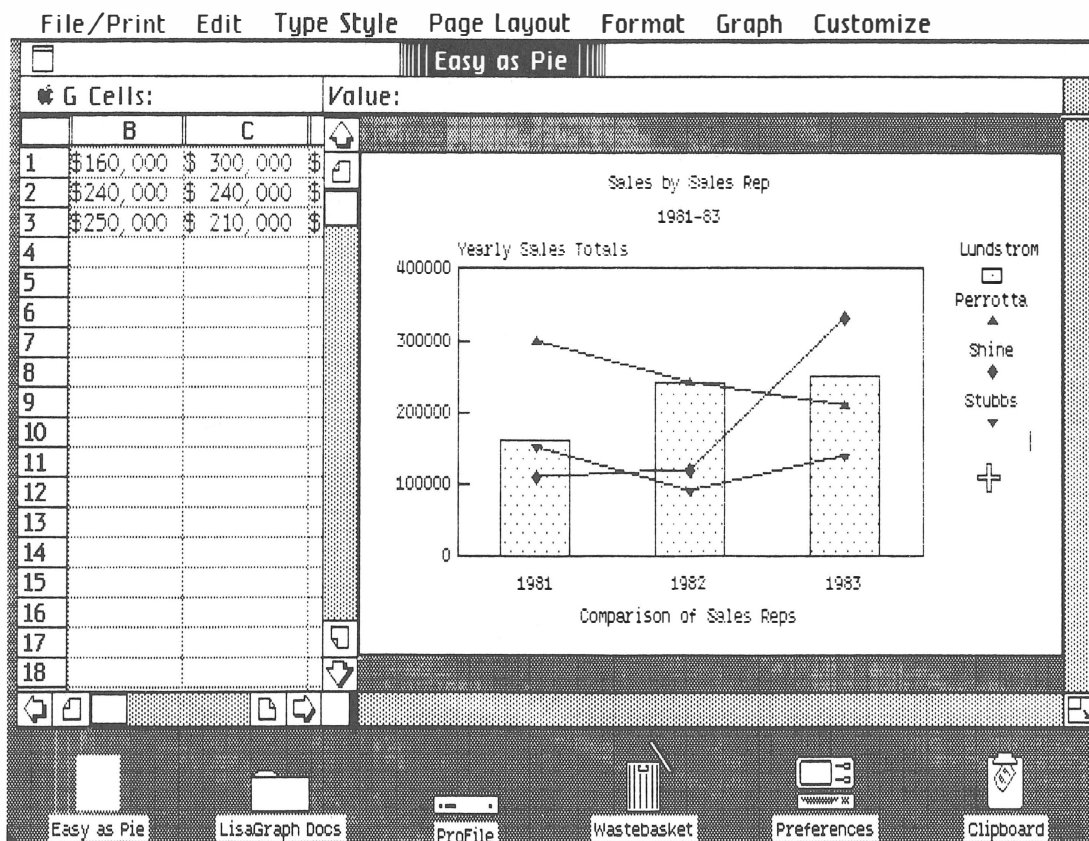 File/Print Edit Type Style Page Layout Format Graph Customize
Easy as Pie
G Cells: Value:
B C
1 $160,000 $ 300,000 $
2 $240,000 $ 240,000 $
3 $250,000 $ 210,000 $
4
5
6
7
8
9
10
11
12
13
14
15
16
17
18
Sales by Sales Rep
1981-83
Yearly Sales Totals
400000
300000
200000
100000
0
1981 1982 1983
Comparison of Sales Reps
Lundstrom
Perrotta
Shine
Stubbs
Easy as Pie LisaGraph Docs ProFile Wastebasket Preferences Clipboard